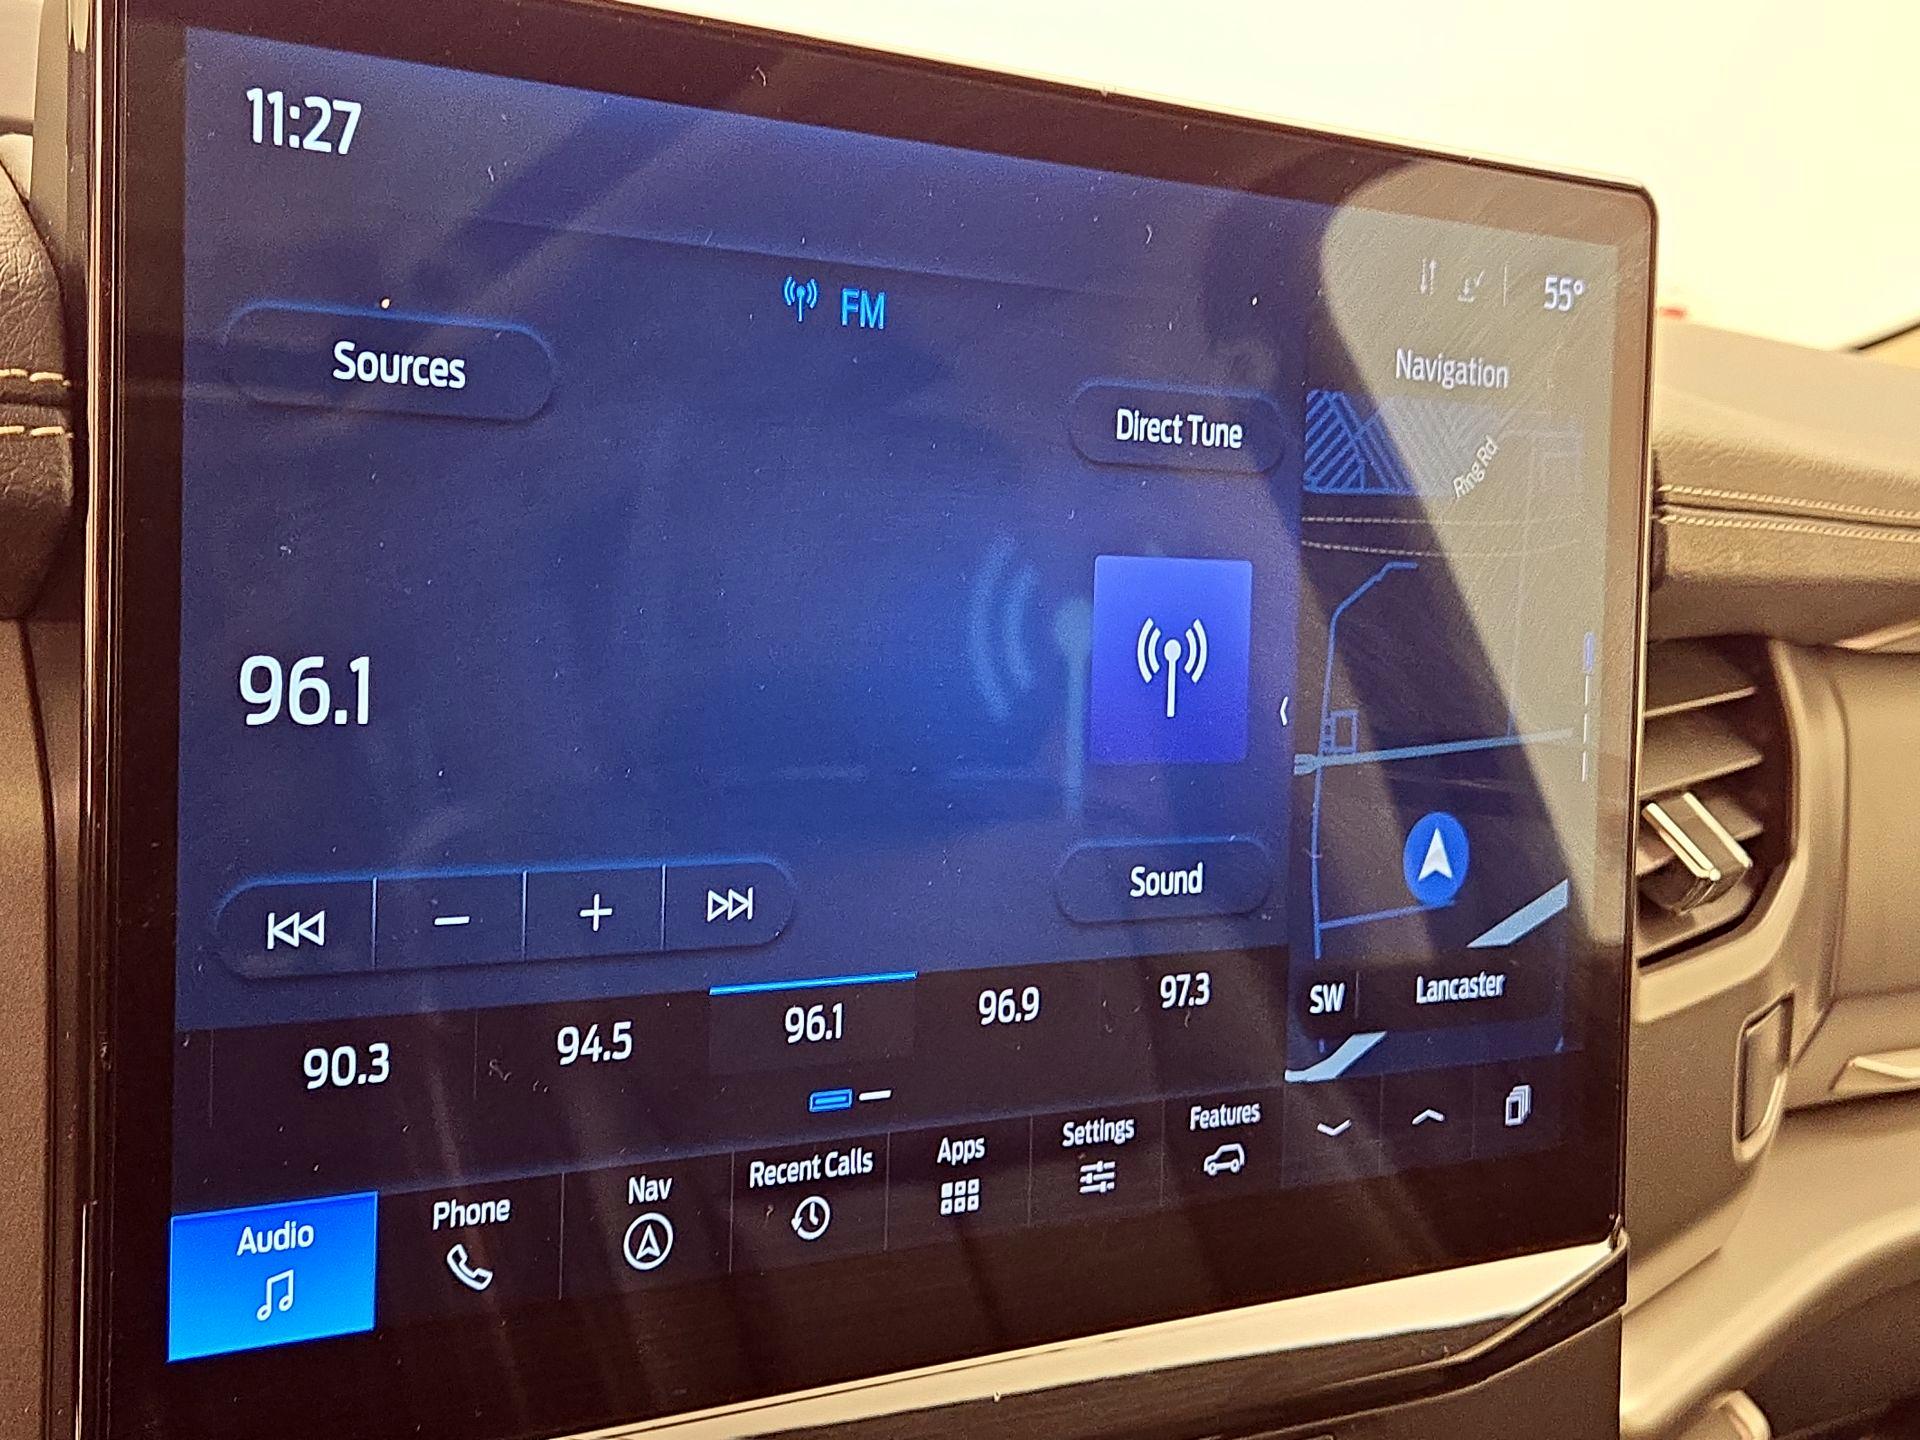 11:27
55°
FM
Sources
Navigation
Direct Tune
Ring Rd
96.1
Sound
SW Lancaster
90.3 94.5 96.1 96.9 97.3
Audio Phone Nav Recent Calls Apps Settings Features